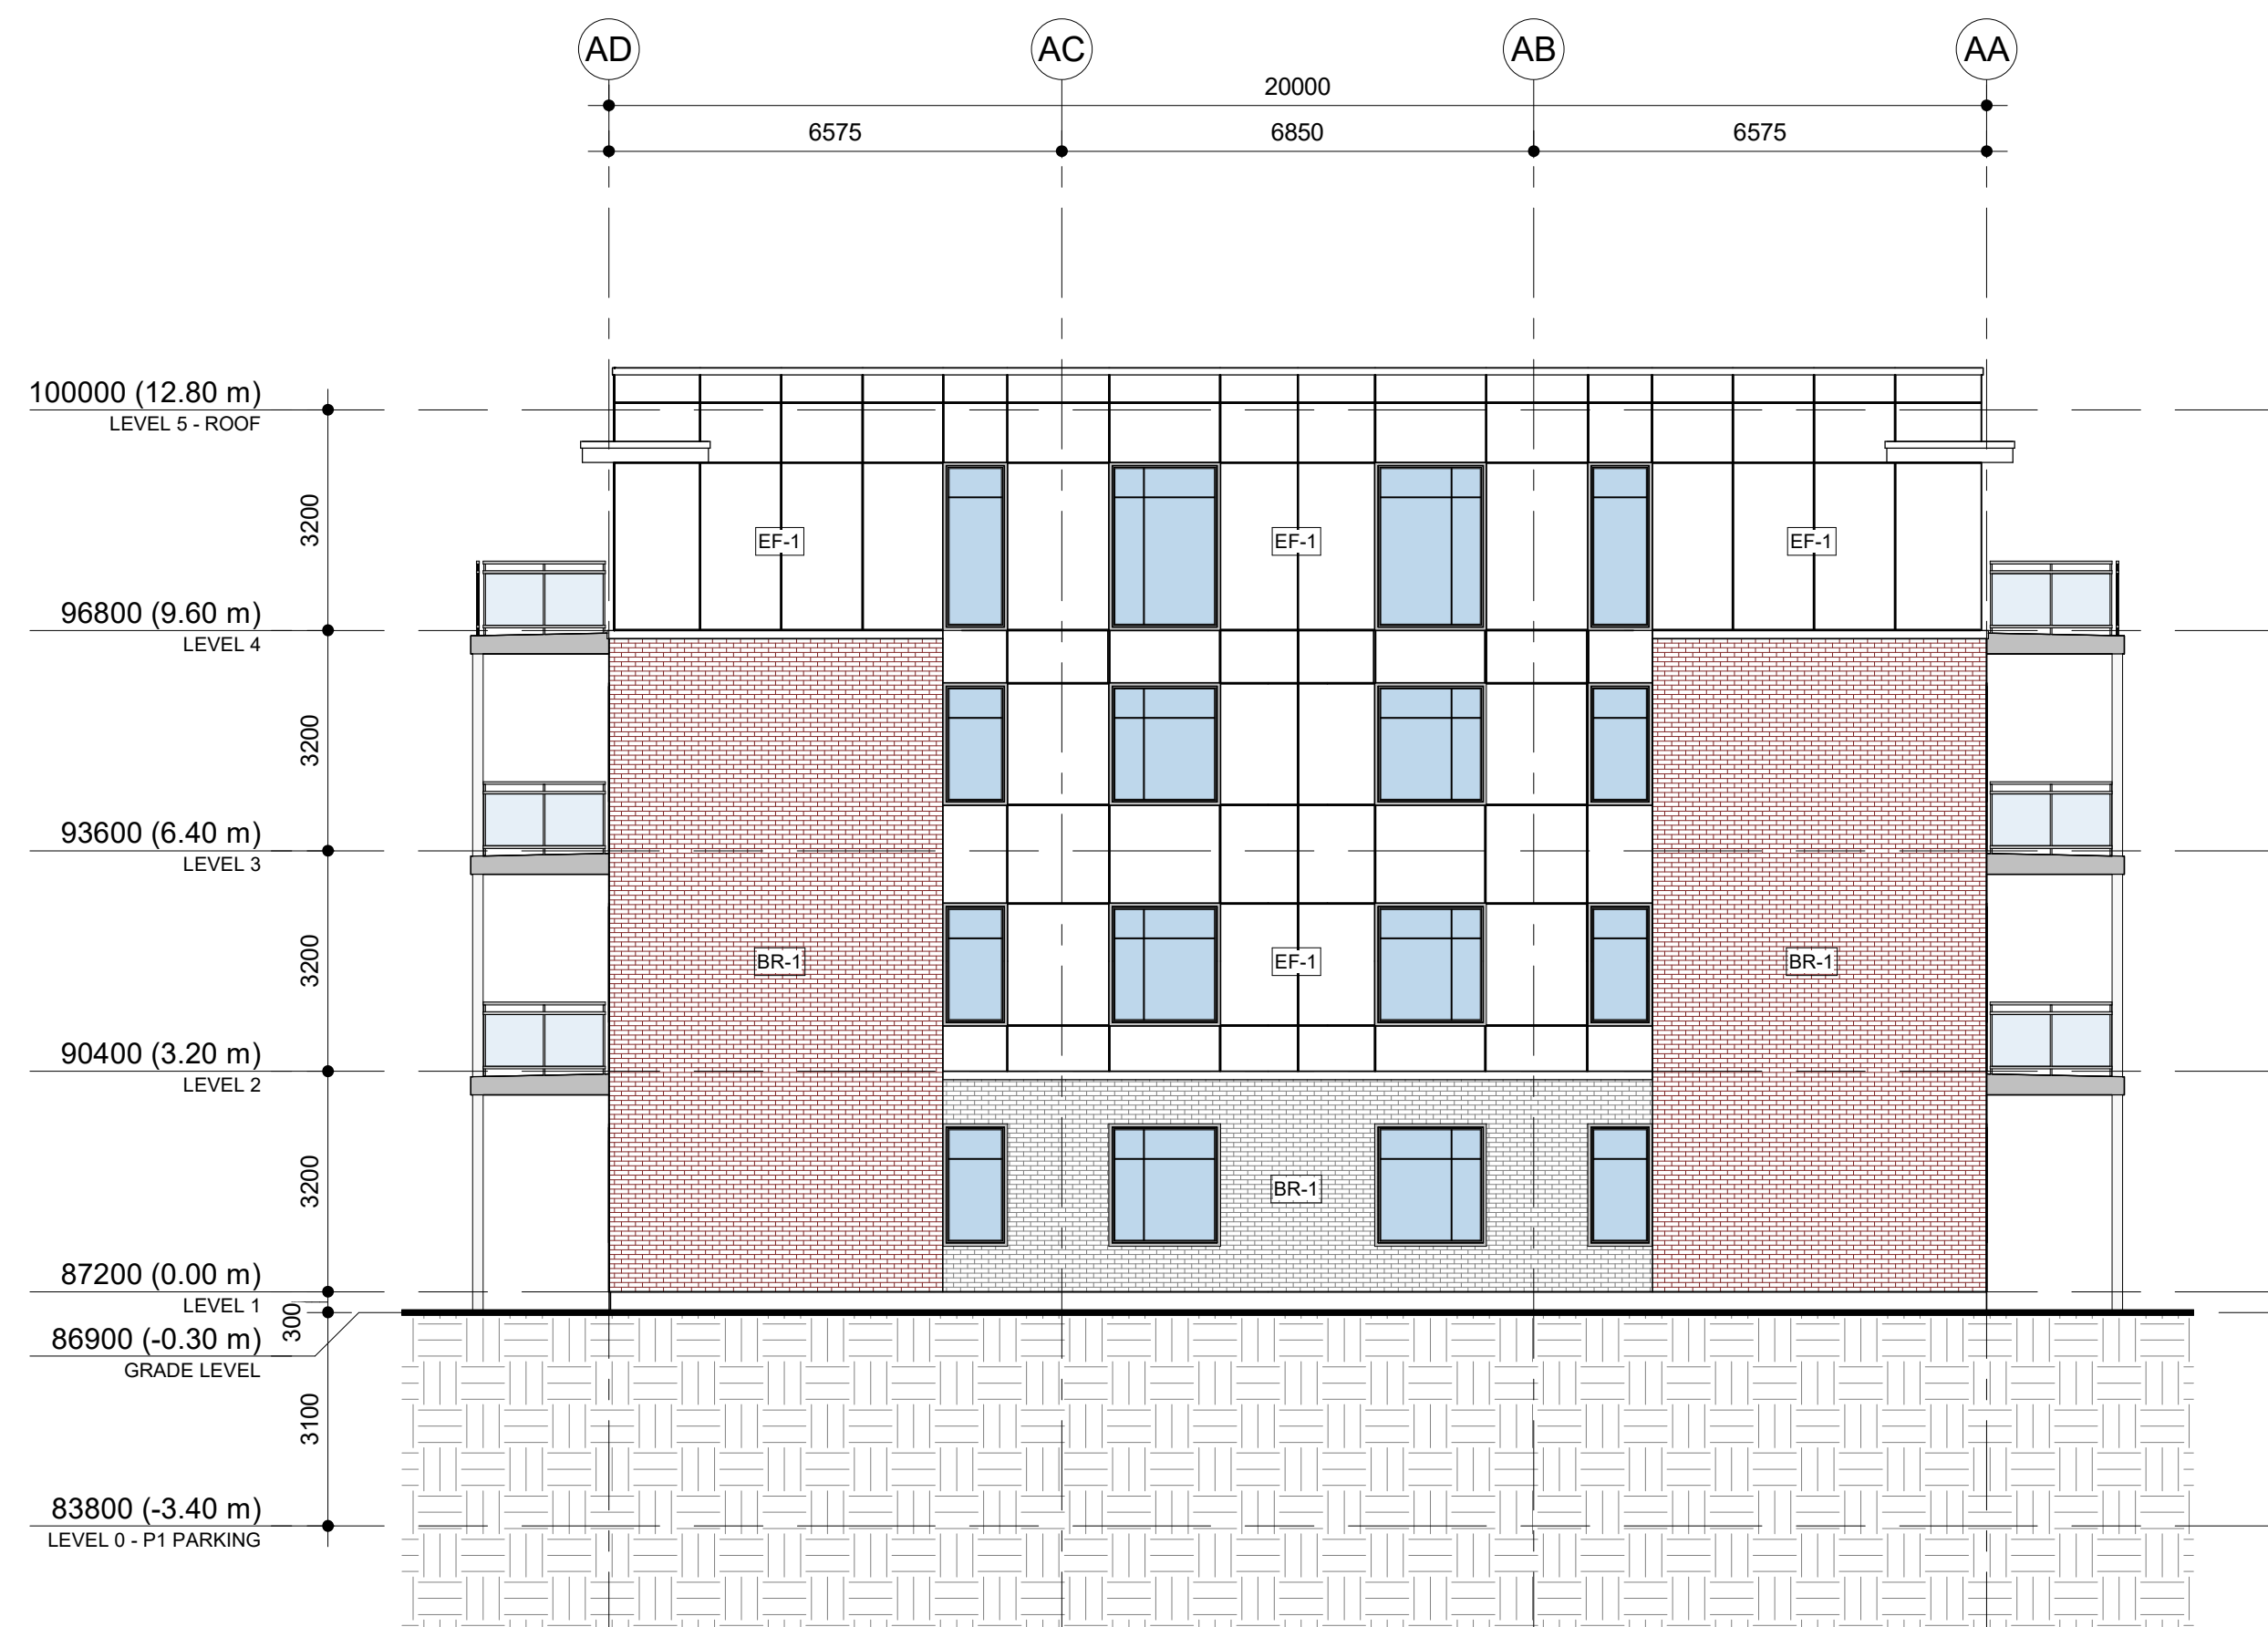 AD
AC
AB
AA
20000
6575
6850
6575
100000 (12.80 m)
LEVEL 5 - ROOF
3200
EF-1
EF-1
EF-1
96800 (9.60 m)
LEVEL 4
3200
93600 (6.40 m)
LEVEL 3
3200
BR-1
EF-1
BR-1
90400 (3.20 m)
LEVEL 2
3200
BR-1
87200 (0.00 m)
LEVEL 1
300
86900 (-0.30 m)
GRADE LEVEL
3100
83800 (-3.40 m)
LEVEL 0 - P1 PARKING